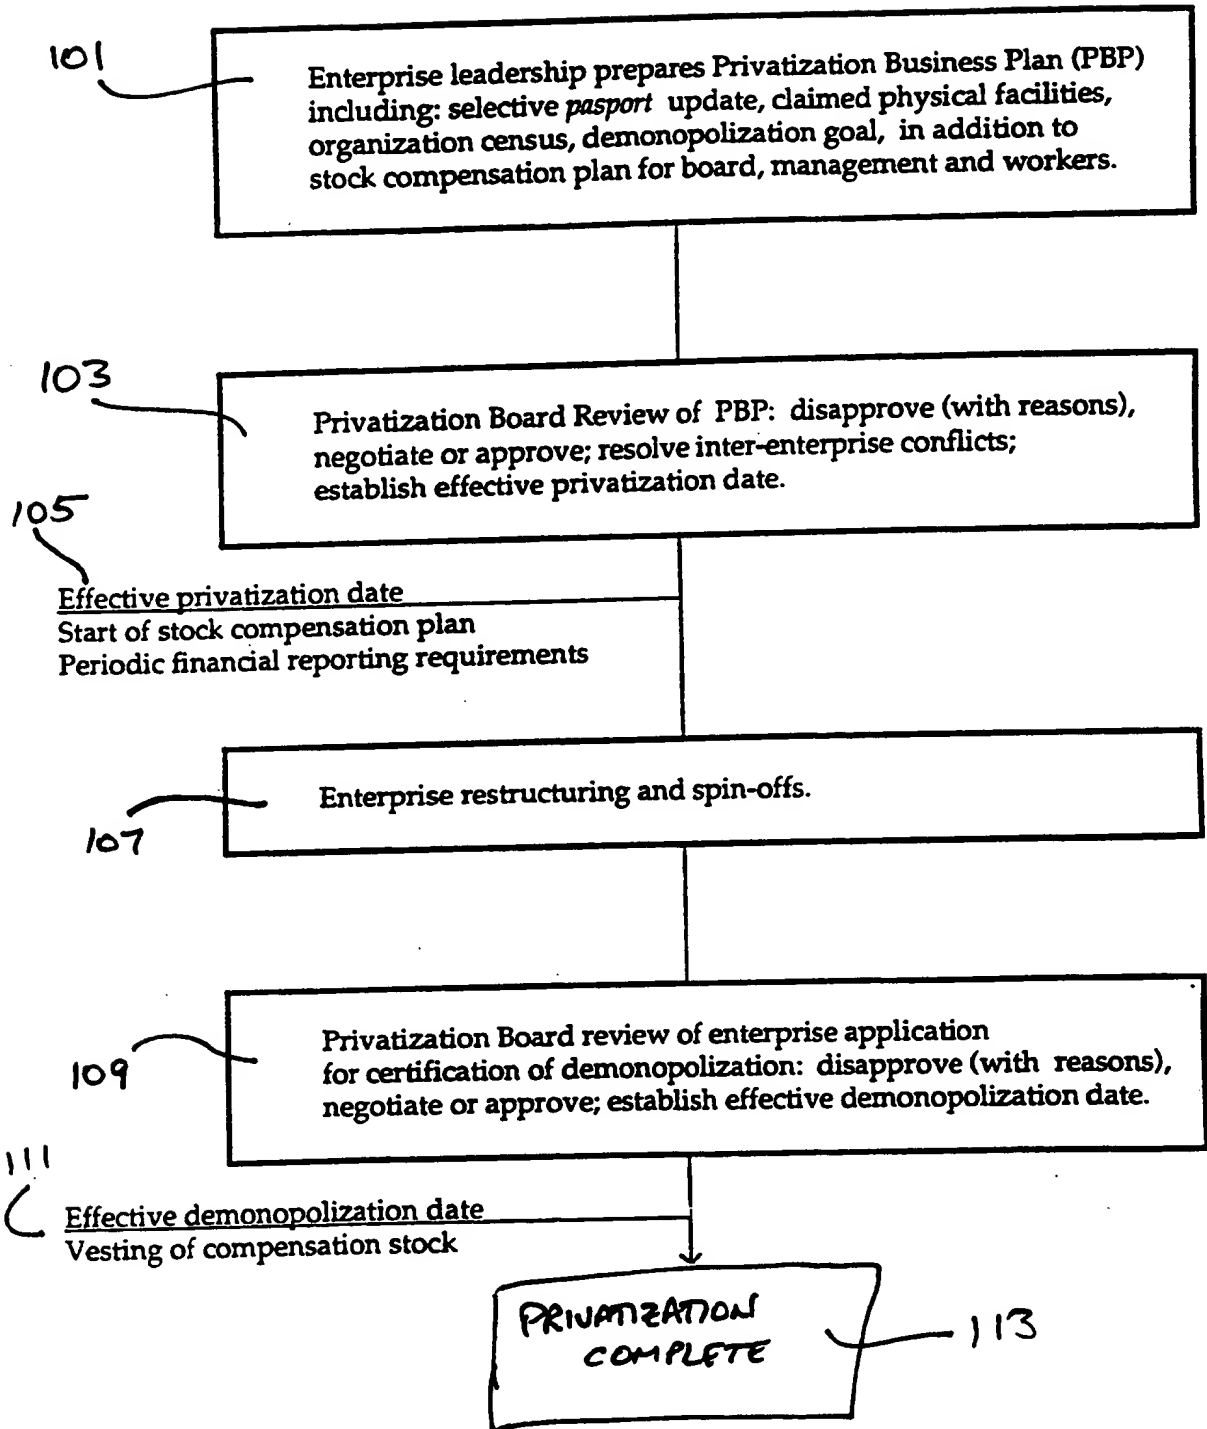 101
Enterprise leadership prepares Privatization Business Plan (PBP)
including: selective pasport update, claimed physical facilities,
organization census, demonopolization goal, in addition to
stock compensation plan for board, management and workers.
103
Privatization Board Review of PBP: disapprove (with reasons),
negotiate or approve; resolve inter-enterprise conflicts;
establish effective privatization date.
105
Effective privatization date
Start of stock compensation plan
Periodic financial reporting requirements
Enterprise restructuring and spin-offs.
107
Privatization Board review of enterprise application
for certification of demonopolization: disapprove (with reasons),
negotiate or approve; establish effective demonopolization date.
109
111
Effective demonopolization date
Vesting of compensation stock
PRIVATIZATION
COMPLETE
113